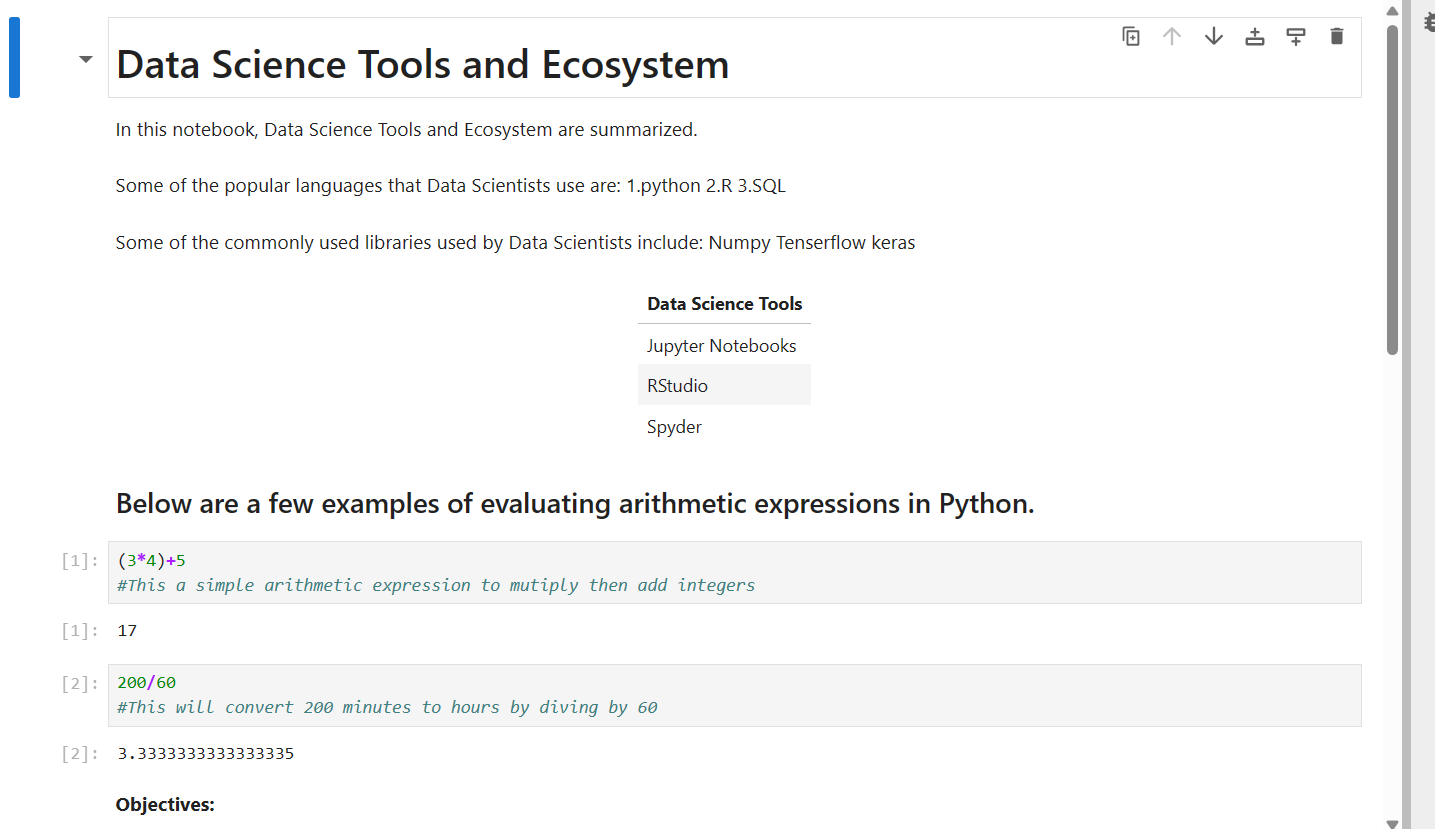 Data Science Tools and Ecosystem
In this notebook, Data Science Tools and Ecosystem are summarized.
Some of the popular languages that Data Scientists use are: 1.python 2.R 3.SQL
Some of the commonly used libraries used by Data Scientists include: Numpy Tenserflow keras
Data Science Tools
Jupyter Notebooks
RStudio
Spyder
Below are a few examples of evaluating arithmetic expressions in Python.
[1]: (3*4)+5
#This a simple arithmetic expression to mutiply then add integers
[1]: 17
[2]: 200/60
#This will convert 200 minutes to hours by diving by 60
[2]: 3.3333333333333335
Objectives: